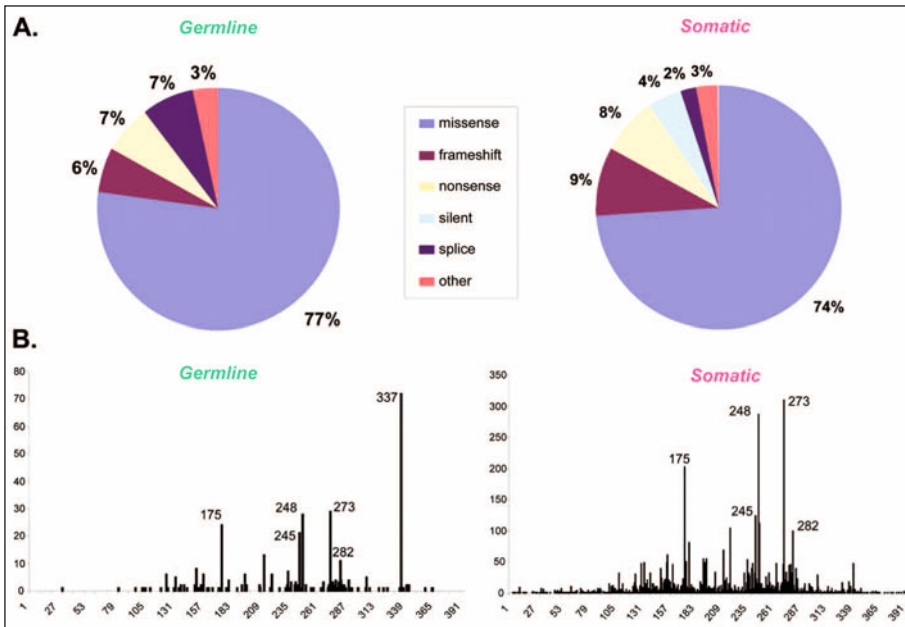 A.
Germline
Somatic
3%
7%
7%
6%
77%
missense
frameshift
nonsense
silent
splice
other
3%
2%
4%
8%
9%
74%
B.
Germline
80
70
60
50
40
30
20
10
0
175
248
245
273
282
337
1 27 53 79 105 131 157 183 209 235 261 287 313 339 365 391
Somatic
350
300
250
200
150
100
50
0
175
248
245
273
282
1 27 53 79 105 131 157 183 209 235 261 287 313 339 365 391